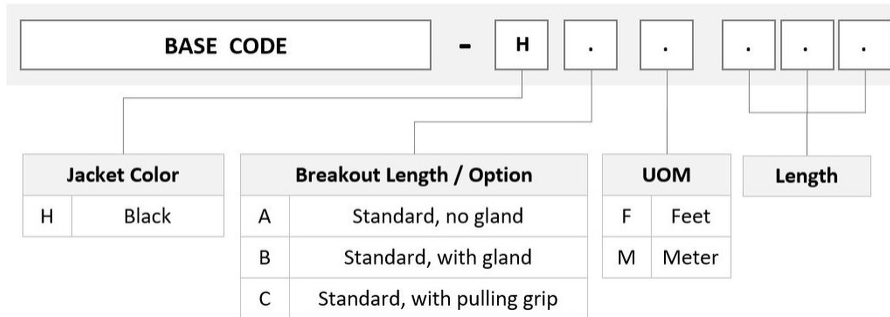 BASE CODE - H . . . . .
Jacket Color
H Black
Breakout Length / Option
A Standard, no gland
B Standard, with gland
C Standard, with pulling grip
UOM
F Feet
M Meter
Length